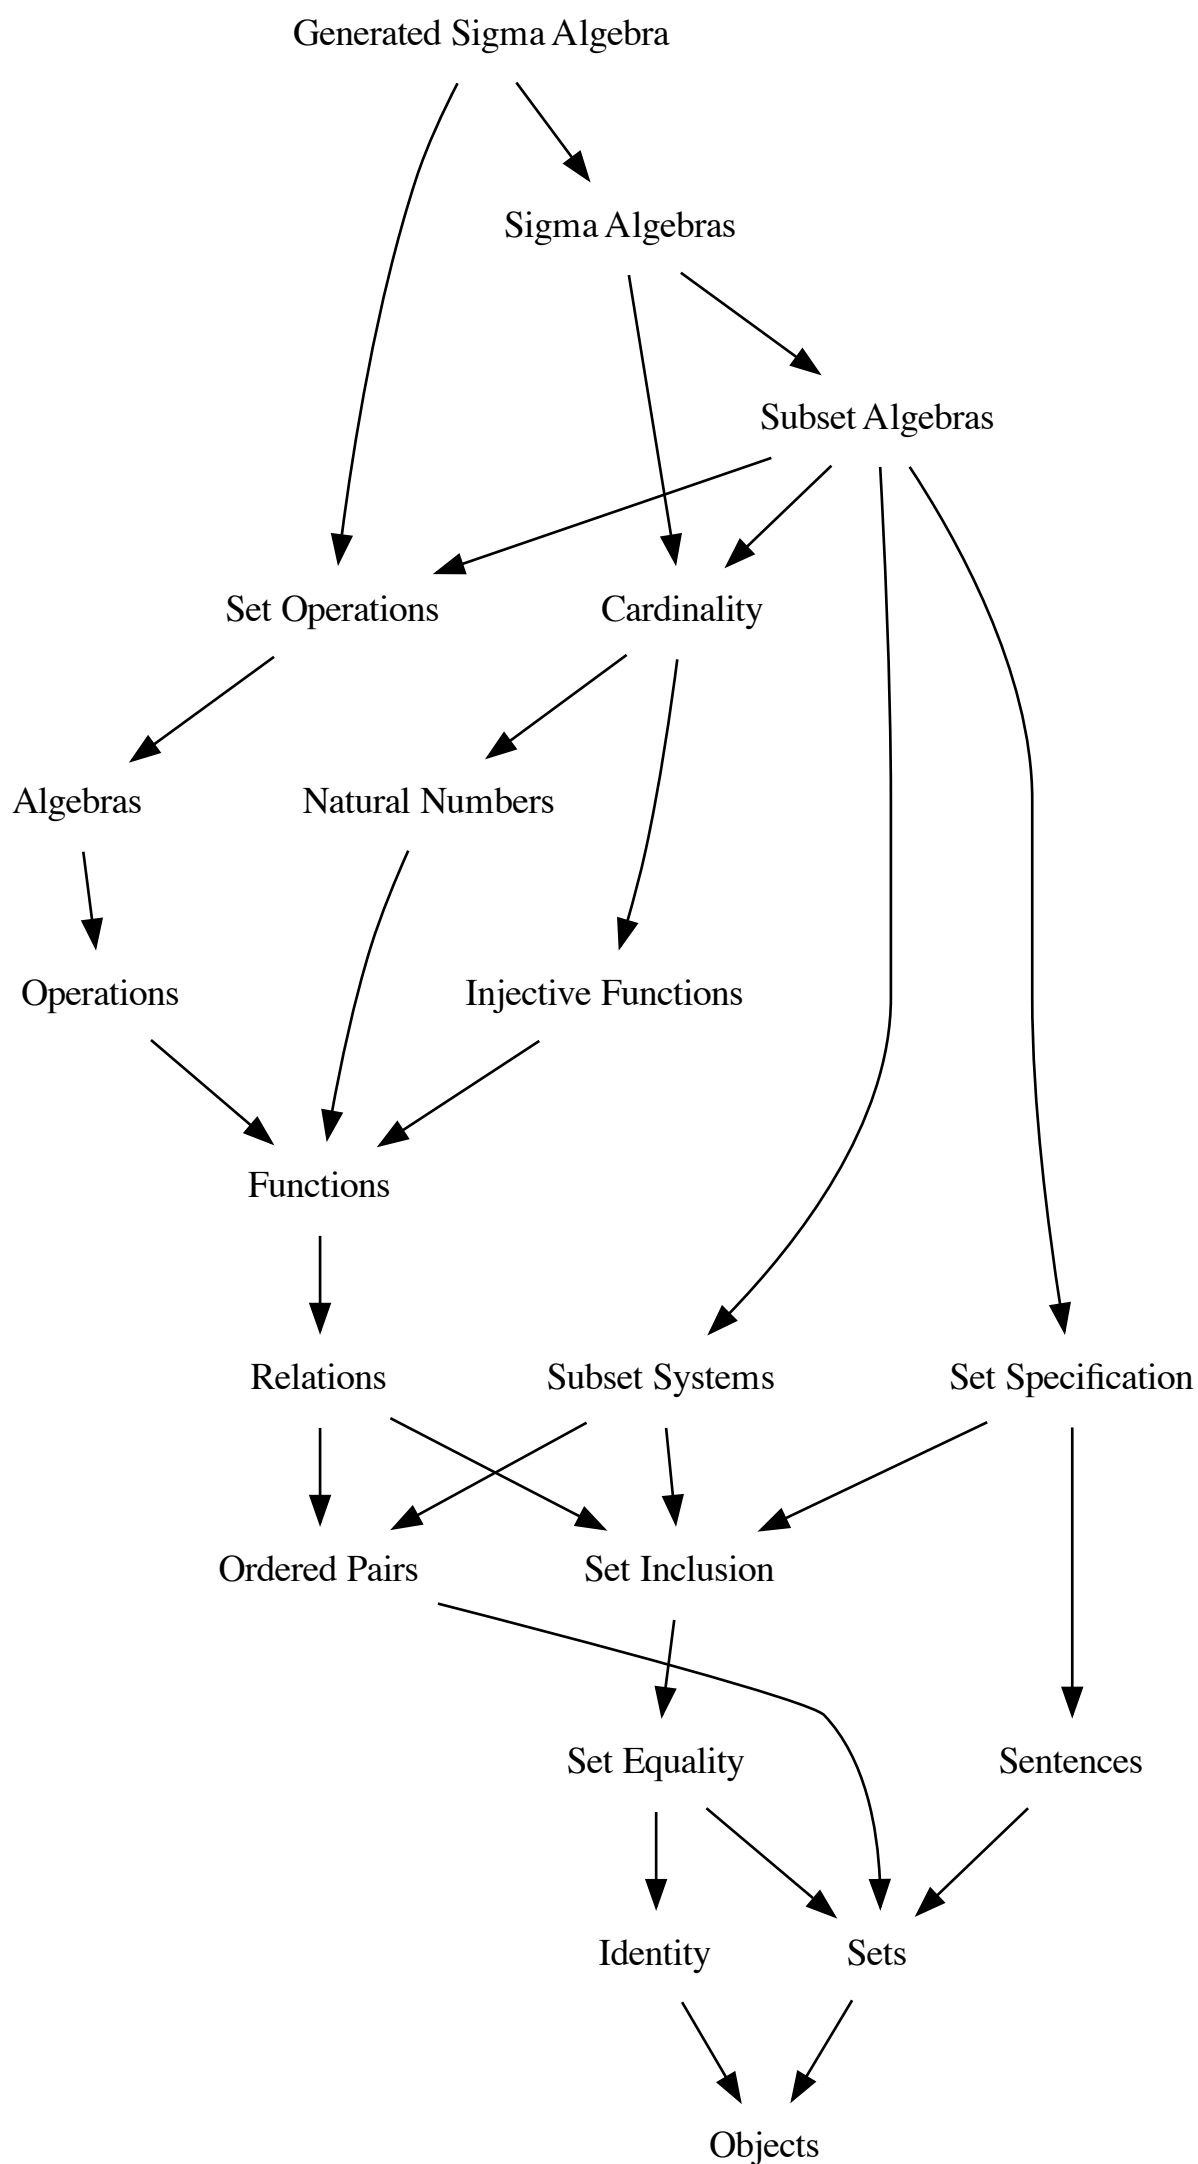 Generated Sigma Algebra
Sigma Algebras
Subset Algebras
Set Operations
Cardinality
Algebras
Natural Numbers
Operations
Injective Functions
Functions
Relations
Subset Systems
Set Specification
Ordered Pairs
Set Inclusion
Set Equality
Sentences
Identity
Sets
Objects